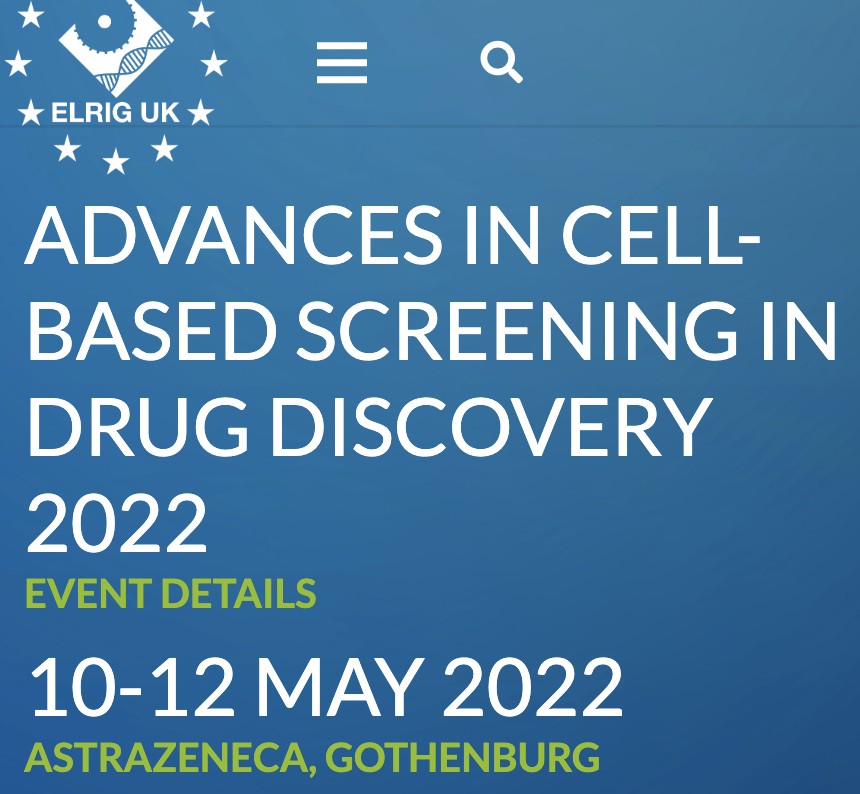 ELRIG UK
ADVANCES IN CELL-
BASED SCREENING IN
DRUG DISCOVERY
2022
EVENT DETAILS
10-12 MAY 2022
ASTRAZENECA, GOTHENBURG